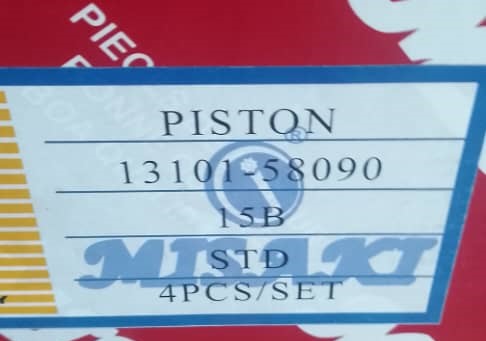 PISTON
13101-58090
15B
STD
4PCS/SET
MISAKI
®